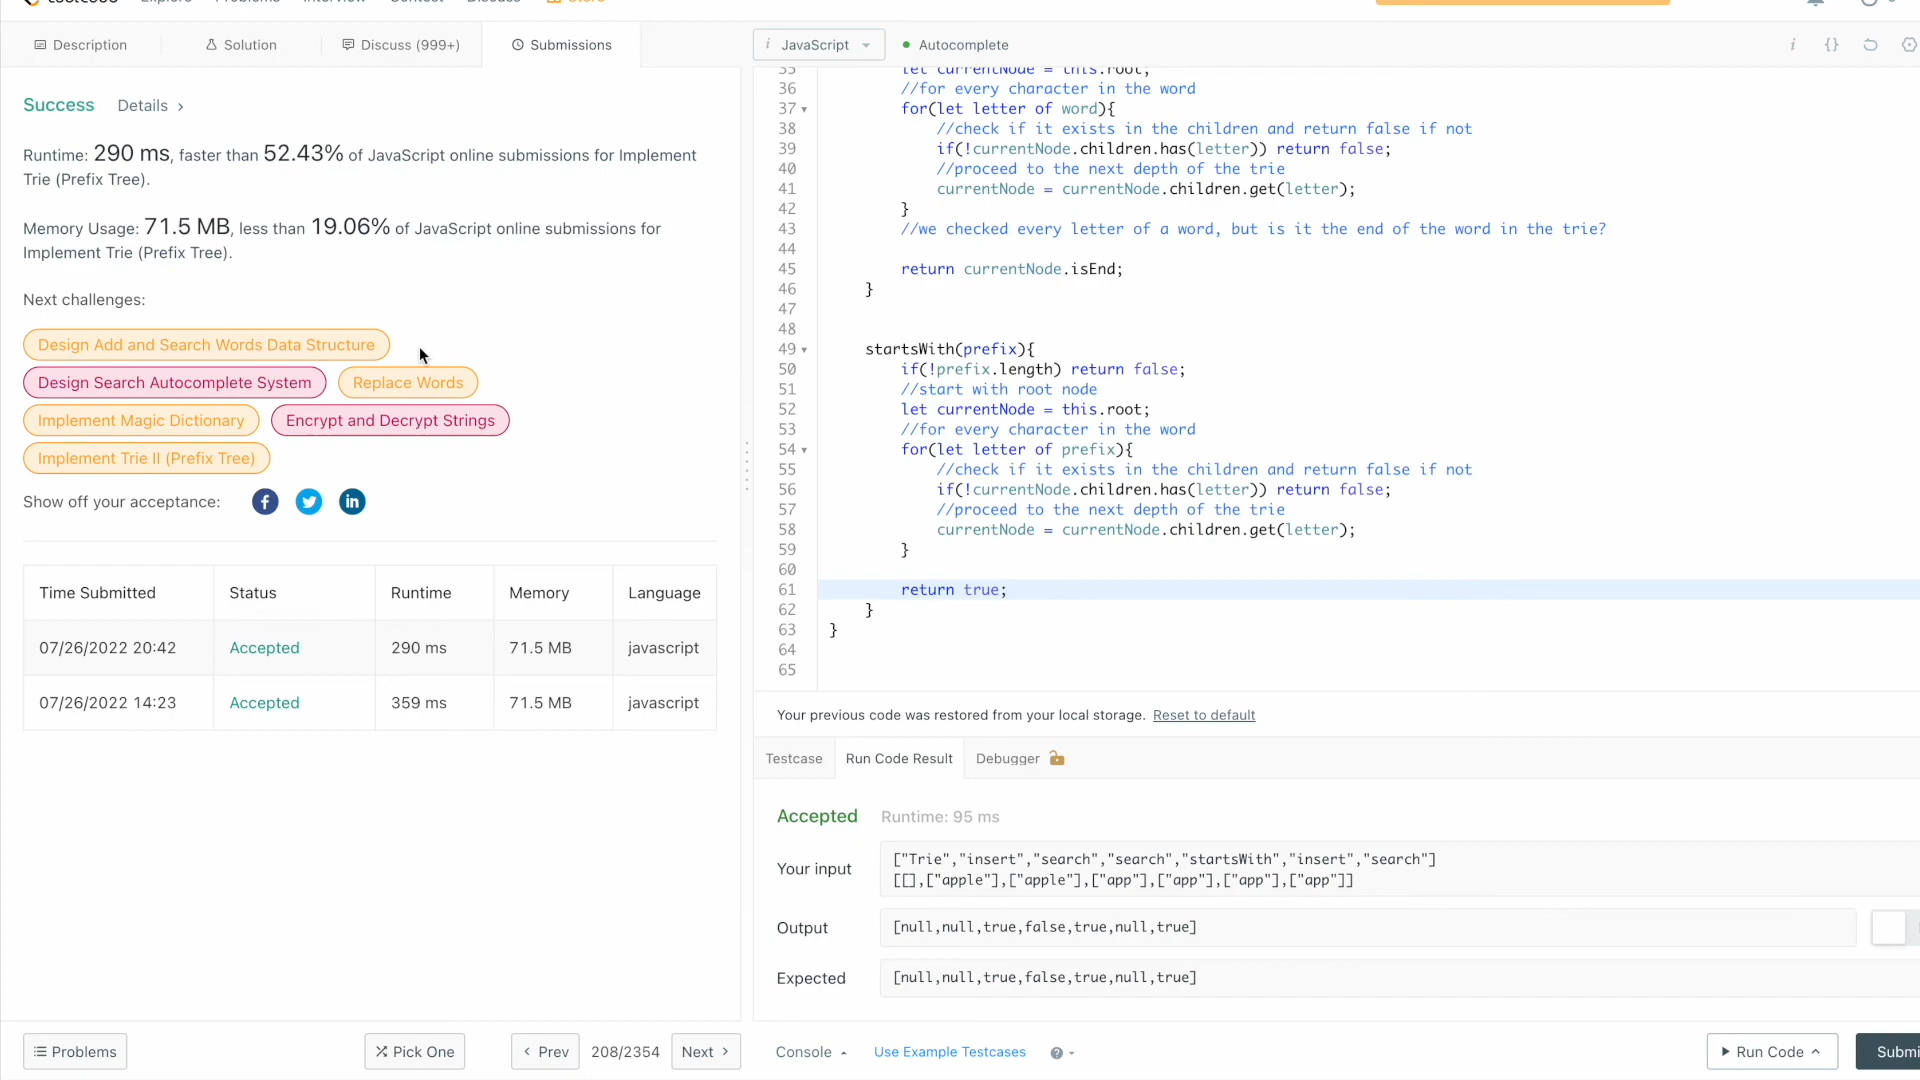 Description
Solution
Discuss (999+)
Submissions
i JavaScript
Autocomplete
i {}
Success Details >
Runtime: 290 ms, faster than 52.43% of JavaScript online submissions for Implement
Trie (Prefix Tree).
Memory Usage: 71.5 MB, less than 19.06% of JavaScript online submissions for
Implement Trie (Prefix Tree).
Next challenges:
Design Add and Search Words Data Structure
Design Search Autocomplete System
Replace Words
Implement Magic Dictionary
Encrypt and Decrypt Strings
Implement Trie II (Prefix Tree)
Show off your acceptance:
Time Submitted Status Runtime Memory Language
07/26/2022 20:42 Accepted 290 ms 71.5 MB javascript
07/26/2022 14:23 Accepted 359 ms 71.5 MB javascript
Problems
Pick One
< Prev
208/2354
Next >
35 let currentNode = this.root;
36 //for every character in the word
37 for(let letter of word){
38 //check if it exists in the children and return false if not
39 if(!currentNode.children.has(letter)) return false;
40 //proceed to the next depth of the trie
41 currentNode = currentNode.children.get(letter);
42 }
43 //we checked every letter of a word, but is it the end of the word in the trie?
44
45 return currentNode.isEnd;
46 }
47
48
49 startsWith(prefix){
50 if(!prefix.length) return false;
51 //start with root node
52 let currentNode = this.root;
53 //for every character in the word
54 for(let letter of prefix){
55 //check if it exists in the children and return false if not
56 if(!currentNode.children.has(letter)) return false;
57 //proceed to the next depth of the trie
58 currentNode = currentNode.children.get(letter);
59 }
60
61 return true;
62 }
63 }
64
65
Your previous code was restored from your local storage. Reset to default
Testcase
Run Code Result
Debugger
Accepted Runtime: 95 ms
Your input
["Trie","insert","search","search","startsWith","insert","search"]
[[],["apple"],["apple"],["app"],["app"],["app"],["app"]]
Output
[null,null,true,false,true,null,true]
Expected
[null,null,true,false,true,null,true]
Console
Use Example Testcases
Run Code
Submi